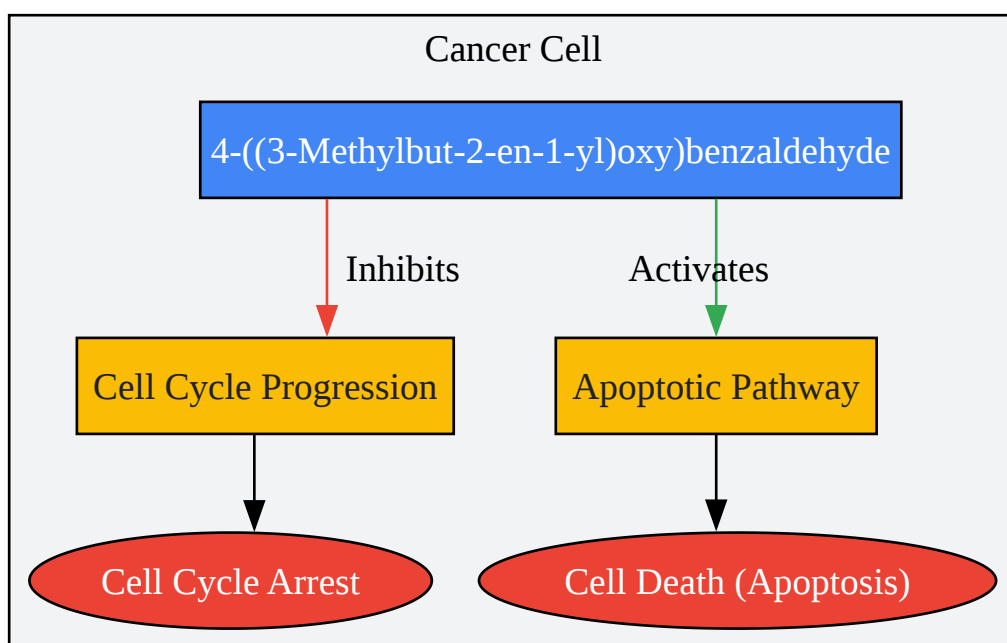 Cancer Cell
4-((3-Methylbut-2-en-1-yl)oxy)benzaldehyde
Inhibits
Activates
Cell Cycle Progression
Apoptotic Pathway
Cell Cycle Arrest
Cell Death (Apoptosis)